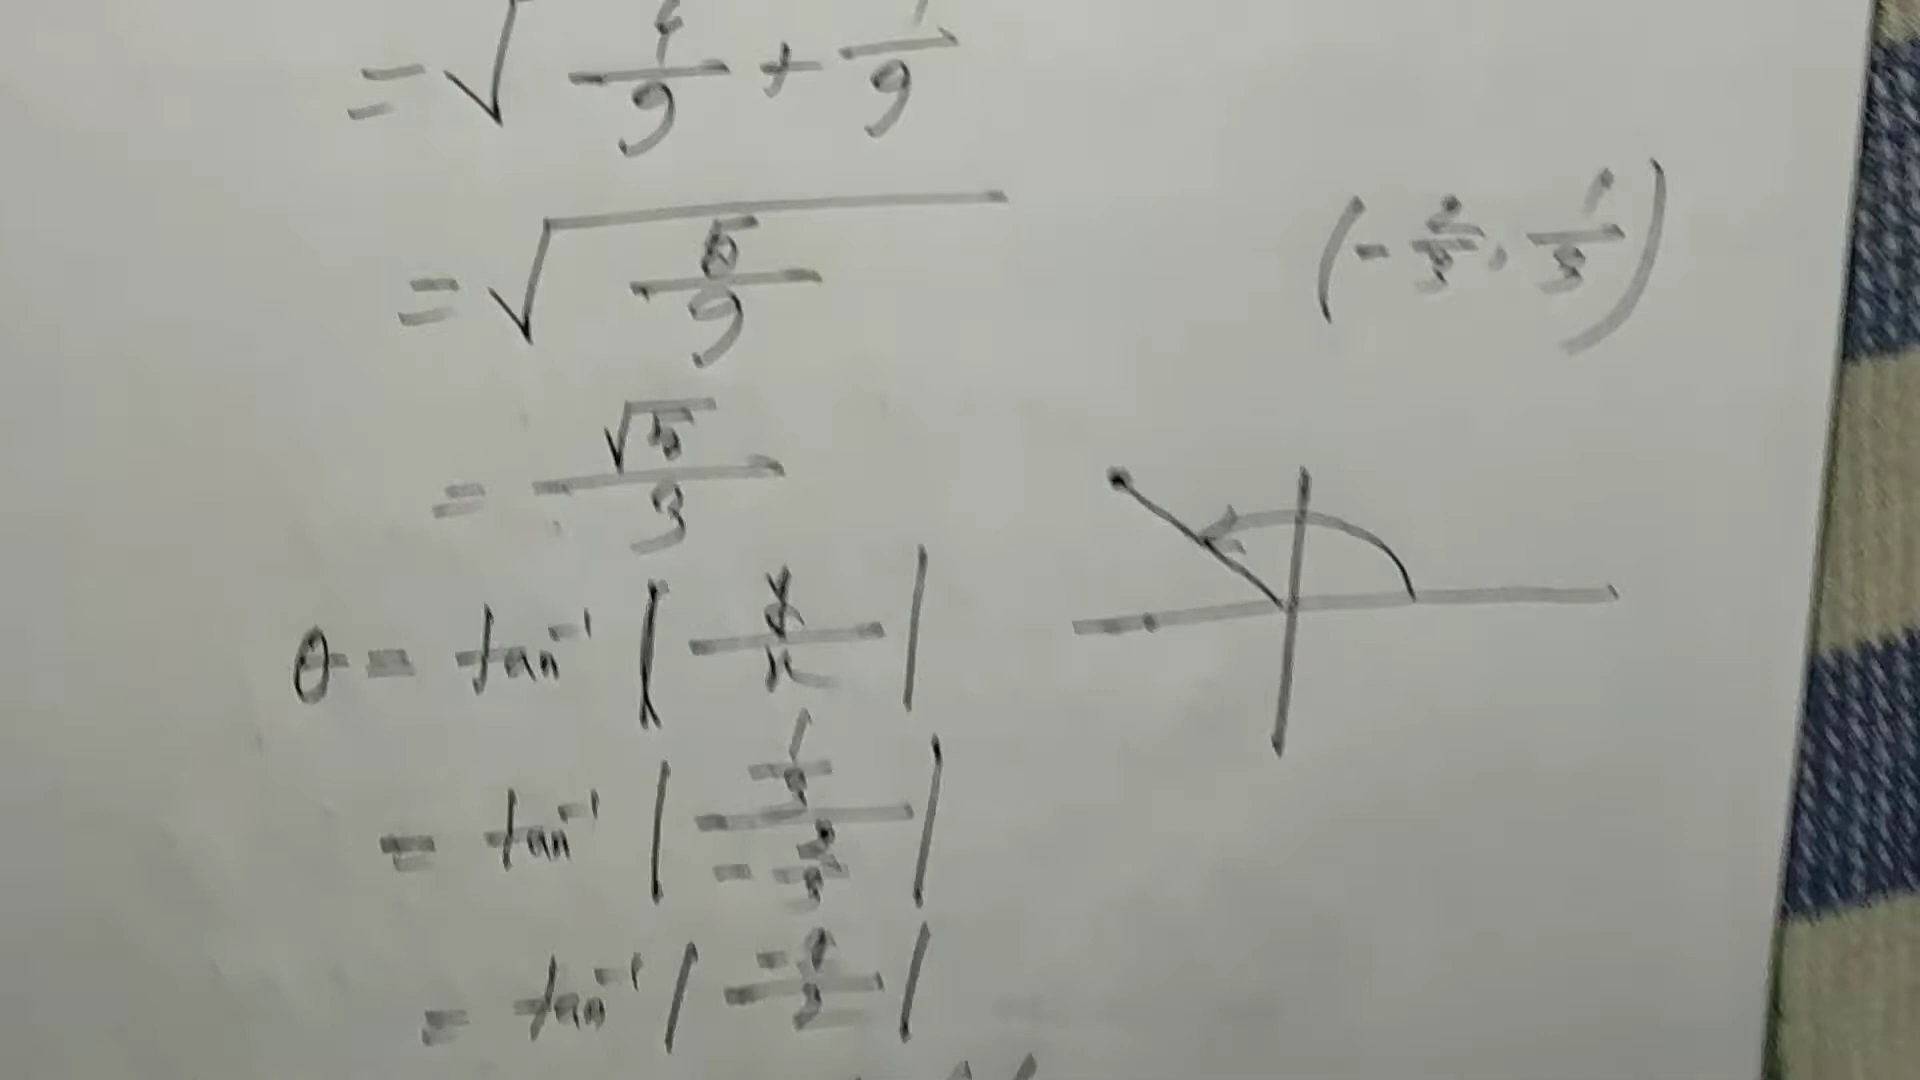 = √ 4/9 + 1/9
= √ 5/9
(- 2/3, 1/3)
= √5/3
θ = tan⁻¹ | y/x |
= tan⁻¹ | 1/3 / - 2/3 |
= tan⁻¹ | -1/2 |